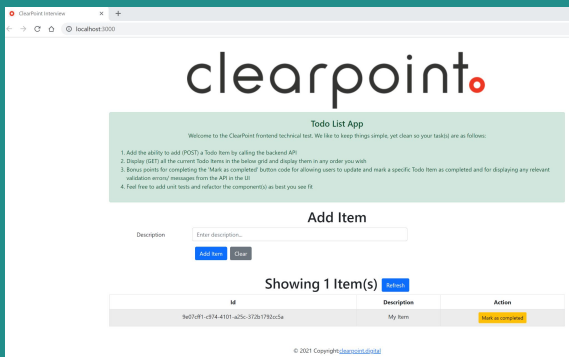 ClearPoint Interview
localhost:3000
clearpoint.
Todo List App
Welcome to the ClearPoint frontend technical test. We like to keep things simple, yet clean so your task(s) are as follows:
1. Add the ability to add (POST) a Todo Item by calling the backend API
2. Display (GET) all the current Todo Items in the below grid and display them in any order you wish
3. Bonus points for completing the 'Mark as completed' button code for allowing users to update and mark a specific Todo Item as completed and for displaying any relevant
validation errors/ messages from the API in the UI
4. Feel free to add unit tests and refactor the component(s) as best you see fit
Add Item
Description Enter description...
Add Item Clear
Showing 1 Item(s) Refresh
Id Description Action
9e07cff1-c974-4101-a25c-372b1792cc5a My Item Mark as completed
© 2021 Copyright:clearpoint.digital